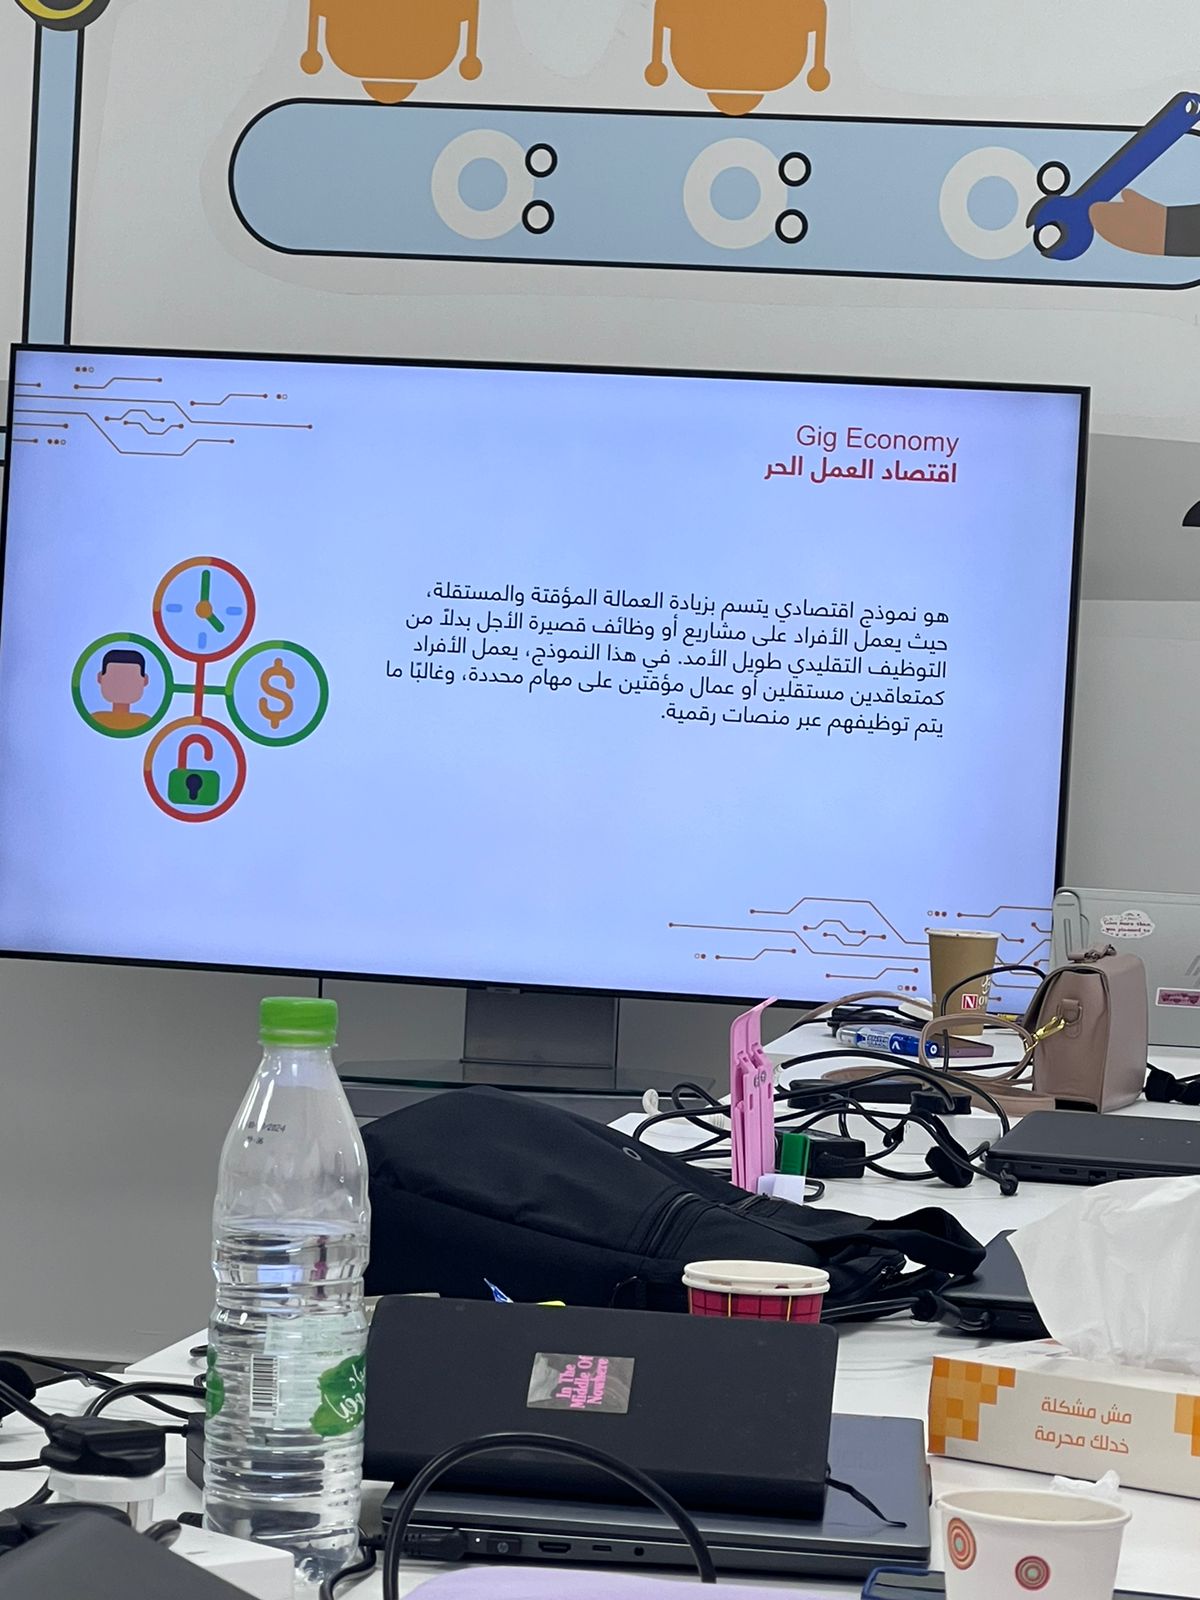 Gig Economy
اقتصاد العمل الحر
هو نموذج اقتصادي يتسم بزيادة العمالة المؤقتة والمستقلة،
حيث يعمل الأفراد على مشاريع أو وظائف قصيرة الأجل بدلاً من
التوظيف التقليدي طويل الأمد. في هذا النموذج، يعمل الأفراد
كمتعاقدين مستقلين أو عمال مؤقتين على مهام محددة، وغالبًا ما
يتم توظيفهم عبر منصات رقمية.
In The
Middle Of
Nowhere
مش مشكلة
خدلك محرمة